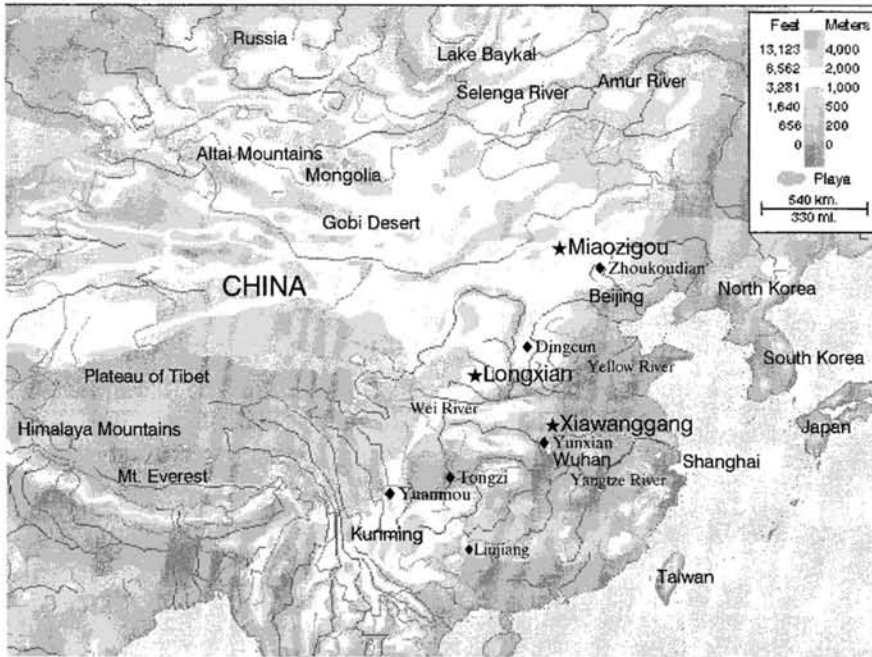 Russia
Lake Baykal
Amur River
Selenga River
Altai Mountains
Mongolia
Gobi Desert
Feet Meters
13,123 4,000
6,562 2,000
3,281 1,000
1,640 500
656 200
0 0
Playa
540 km.
330 mi.
★Miaozigou
♦Zhoukoudian
CHINA
Beijing
North Korea
♦Dingcun
South Korea
Yellow River
Plateau of Tibet
★Longxian
Wei River
Himalaya Mountains
★Xiawanggang
Japan
♦Yunxian
Wuhan
Shanghai
Mt. Everest
♦Tongzi
Yangtze River
♦Yuanmou
Kunming
♦Liujiang
Taiwan